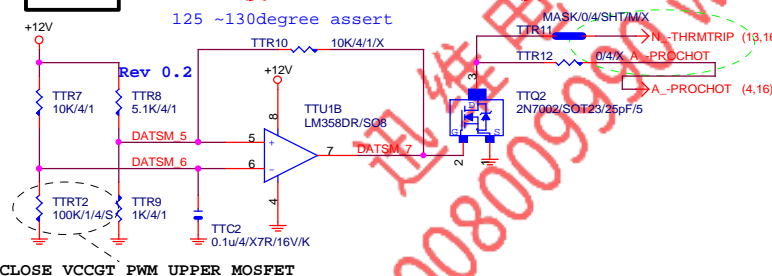 125 ~130degree assert
+12V
TTR10
10K/4/1/X
MASK/0/4/SHT/M/X
TTR11
N_-THRMTRIP (13,16
TTR12
0/4/X
A_-PROCHOT
A_-PROCHOT (4,16)
Rev 0.2
+12V
TTR7
10K/4/1
TTR8
5.1K/4/1
TTU1B
LM358DR/SO8
TTQ2
2N7002/SOT23/25pF/5
3
D
G
S
2
1
DATSM_5
5
+
8
7
DATSM_7
DATSM_6
6
-
4
TTRT2
100K/1/4/S
TTR9
1K/4/1
TTC2
0.1u/4/X7R/16V/K
CLOSE VCCGT PWM UPPER MOSFET
迅维
008009990